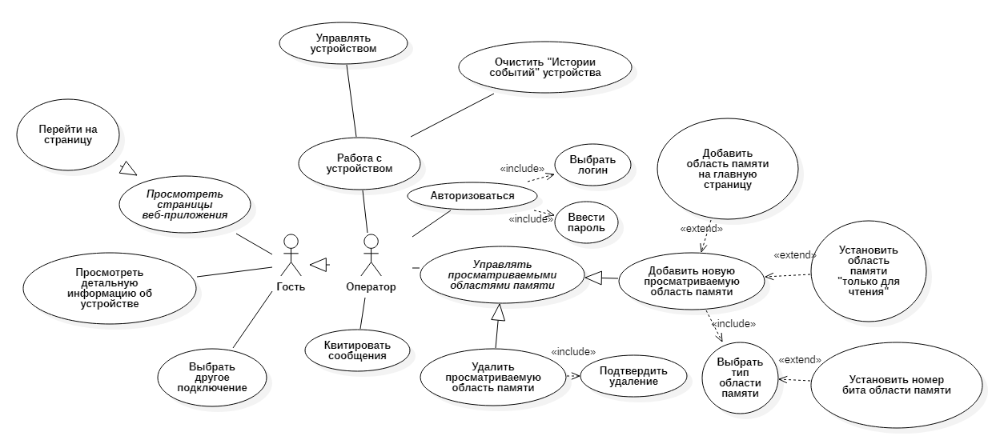 Управлять
устройством
Очистить "Истории
событий" устройства
Перейти на
страницу
Работа с
устройством
Выбрать
логин
Добавить
область памяти
на главную
страницу
«include»
Просмотреть
страницы
веб-приложения
Авторизоваться
«include»
Ввести
пароль
«extend»
Гость
Оператор
Просмотреть
детальную
информацию об
устройстве
Управлять
просматриваемыми
областями памяти
Добавить новую
просматриваемую
область памяти
«extend»
Установить
область
памяти
"только для
чтения"
«include»
Квитировать
сообщения
Выбрать
другое
подключение
Удалить
просматриваемую
область памяти
«include»
Подтвердить
удаление
Выбрать
тип
области
памяти
«extend»
Установить номер
бита области памяти